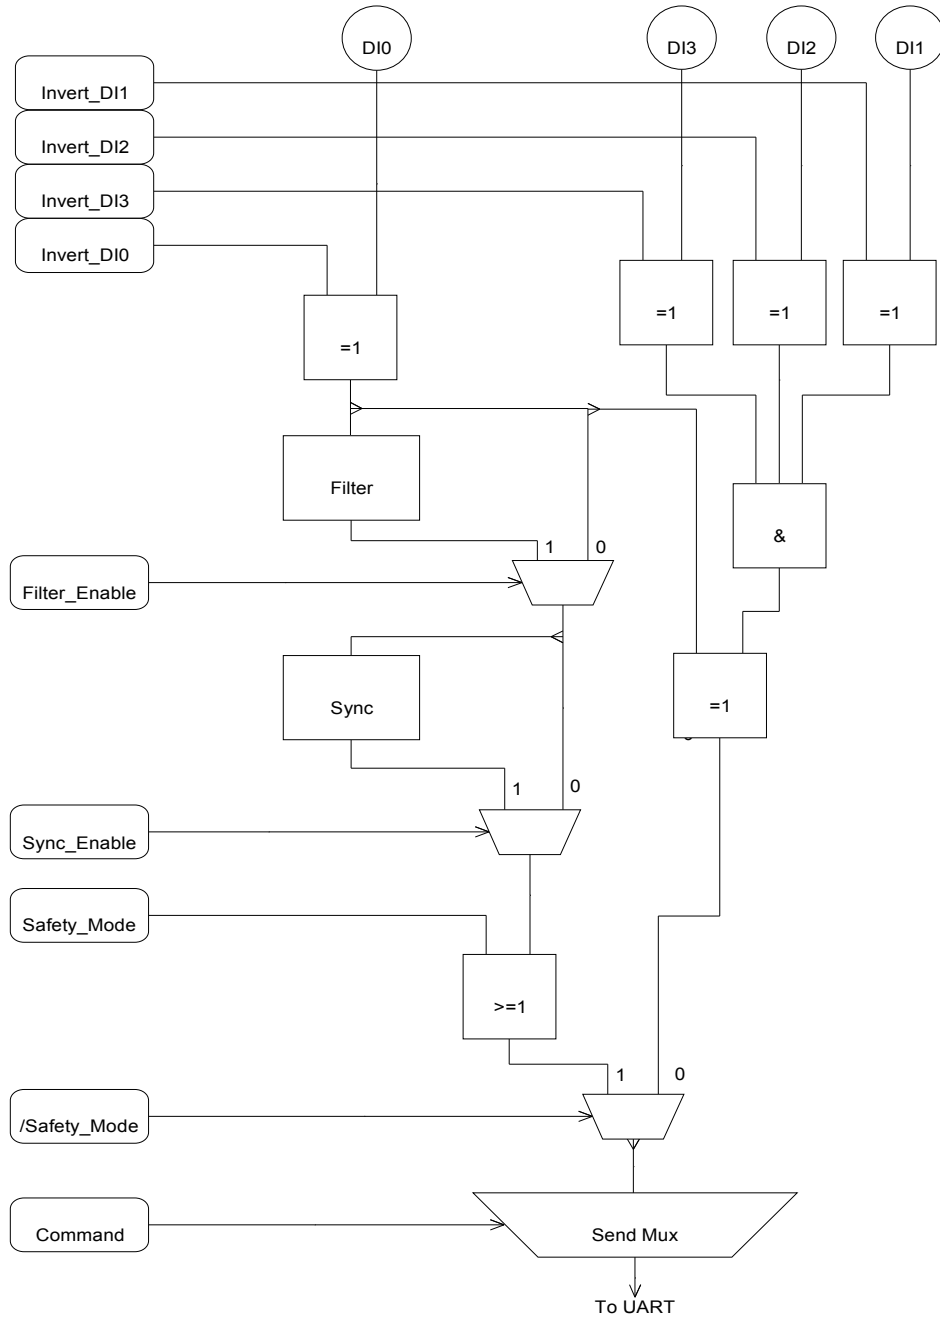 DI0
DI3
DI2
DI1
Invert_DI1
Invert_DI2
Invert_DI3
Invert_DI0
=1
=1
=1
=1
Filter
&
1
0
Filter_Enable
Sync
=1
1
0
Sync_Enable
Safety_Mode
>=1
1
0
/Safety_Mode
Command
Send Mux
To UART